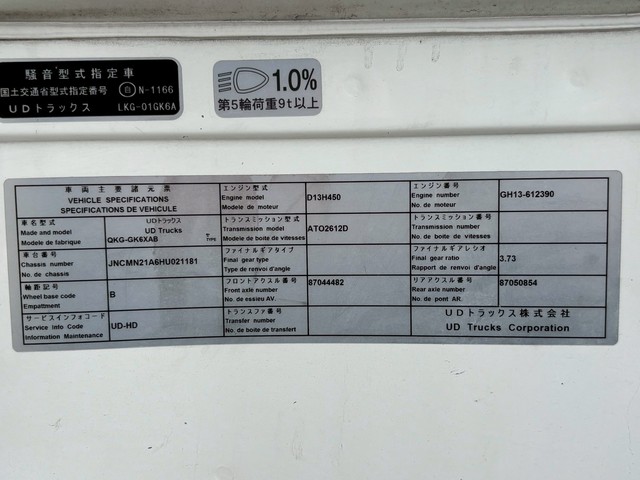 騒音型式指定車
国土交通省型式指定番号 自 N-1166
UDトラックス LKG-01GK6A
1.0%
第5輪荷重9t以上
車両主要諸元表
VEHICLE SPECIFICATIONS
SPECIFICATIONS DE VEHICULE
車名型式
Made and model
Modele de fabrique
UDトラックス
UD Trucks
QKG-GK6XAB
T
TYPE
車台番号
Chassis number
No. de chassis
JNCMN21A6HU021181
軸距記号
Wheel base code
Empattment
B
サービスインフォコード
Service Info Code
Information Maintenance
UD-HD
エンジン型式
Engine model
Modele de moteur
D13H450
トランスミッション型式
Transmission model
Modele de boite de vitesses
ATO2612D
ファイナルギアタイプ
Final gear type
Type de renvoi d'angle
フロントアクスル番号
Front axle number
No. de essieu AV.
87044482
トランスファ番号
Transfer number
No. de boite de transfert
エンジン番号
Engine number
No. de moteur
GH13-612390
トランスミッション番号
Transmission number
No. de boite de vitesses
ファイナルギアレシオ
Final gear ratio
Rapport de renvoi d'angle
3.73
リアアクスル番号
Rear axle number
No. de pont AR.
87050854
UDトラックス株式会社
UD Trucks Corporation